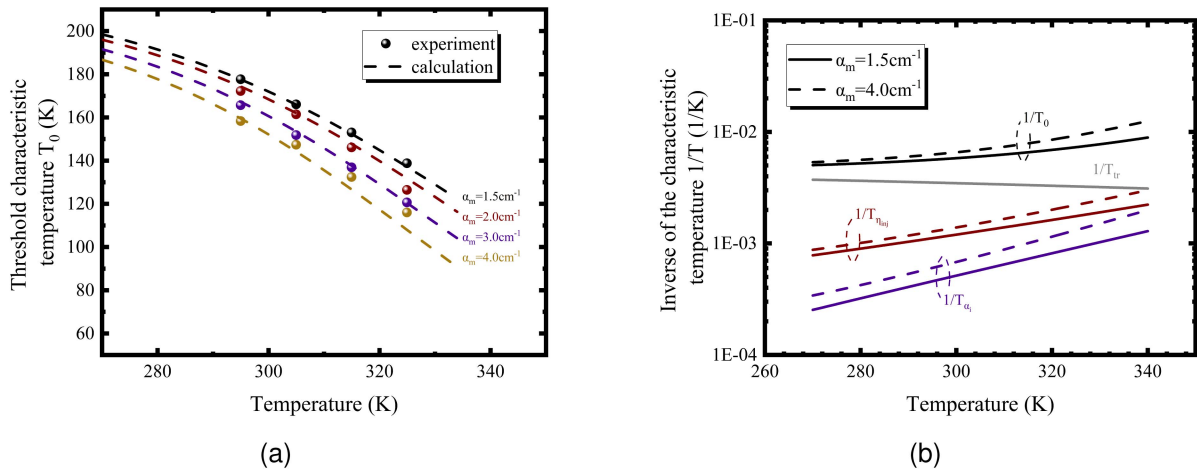 Threshold characteristic
temperature T₀ (K)
200
180
160
140
120
100
80
60
280
300
320
340
Temperature (K)
experiment
calculation
αₘ=1.5cm⁻¹
αₘ=2.0cm⁻¹
αₘ=3.0cm⁻¹
αₘ=4.0cm⁻¹
(a)
Inverse of the characteristic
temperature 1/T (1/K)
1E-01
1E-02
1E-03
1E-04
260
280
300
320
340
360
Temperature (K)
αₘ=1.5cm⁻¹
αₘ=4.0cm⁻¹
1/T₀
1/Tₜᵣ
1/T_ηᵢₙⱼ
1/T_αᵢ
(b)